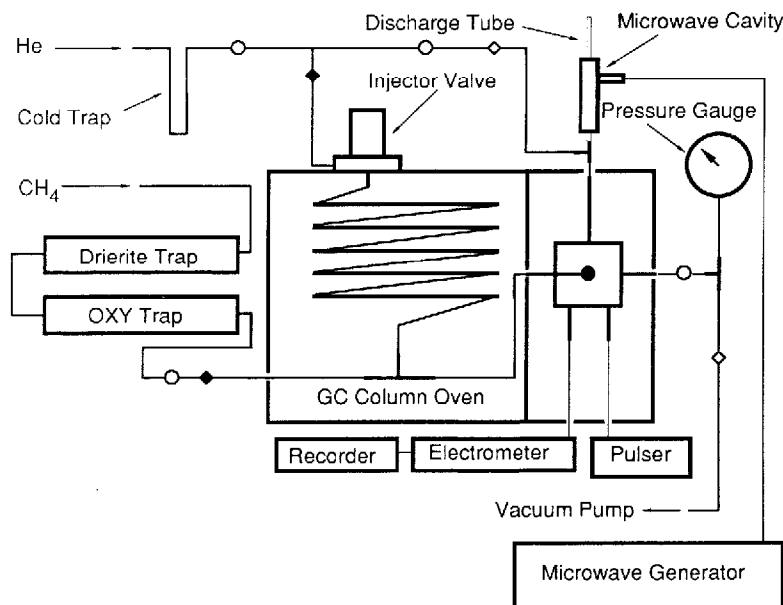 Discharge Tube
Microwave Cavity
He
Injector Valve
Cold Trap
Pressure Gauge
CH4
Drierite Trap
OXY Trap
GC Column Oven
Recorder
Electrometer
Pulser
Vacuum Pump
Microwave Generator